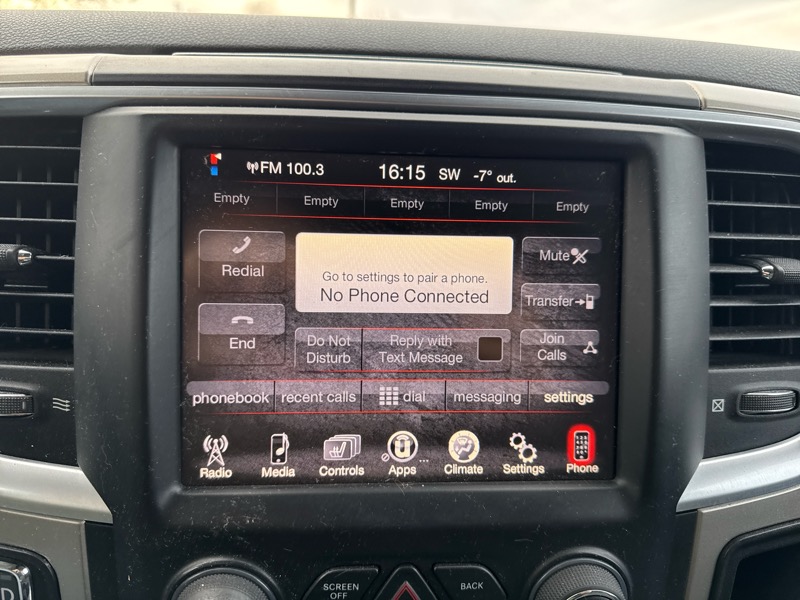 FM 100.3 16:15 SW -7° out.
Empty Empty Empty Empty Empty
Redial
Go to settings to pair a phone.
No Phone Connected
Mute
Transfer
End
Do Not
Disturb
Reply with
Text Message
Join
Calls
phonebook recent calls dial messaging settings
Radio Media Controls Apps ... Climate Settings Phone
SCREEN
OFF
BACK
D